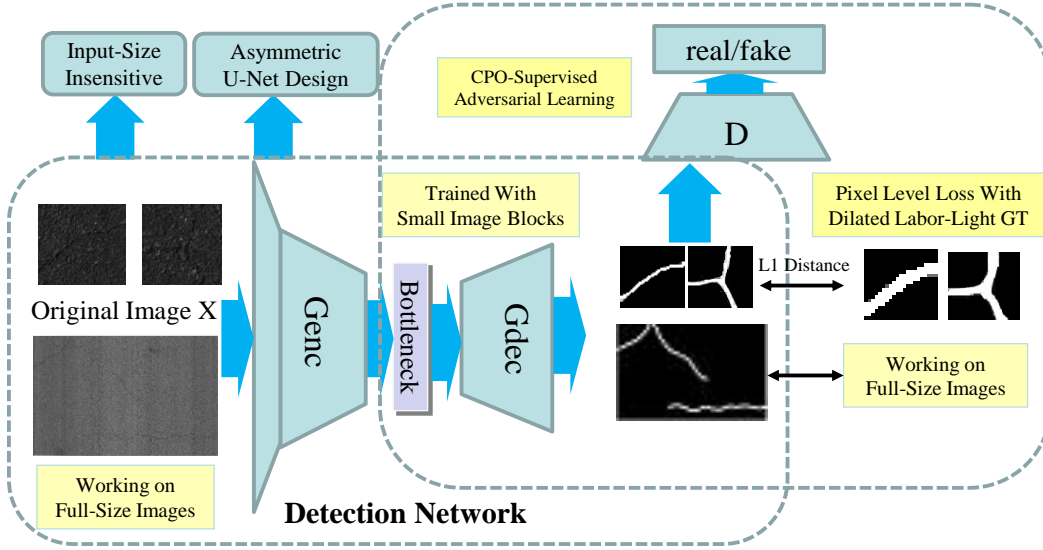 Input-Size
Insensitive
Asymmetric
U-Net Design
CPO-Supervised
Adversarial Learning
real/fake
D
Trained With
Small Image Blocks
Pixel Level Loss With
Dilated Labor-Light GT
L1 Distance
Original Image X
Genc
Bottleneck
Gdec
Working on
Full-Size Images
Working on
Full-Size Images
Detection Network